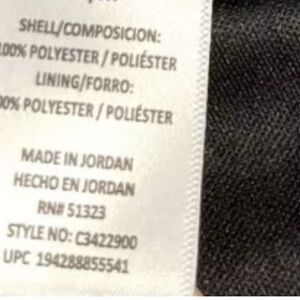 SHELL/COMPOSICION:
100% POLYESTER / POLIÉSTER
LINING/FORRO:
100% POLYESTER / POLIÉSTER
MADE IN JORDAN
HECHO EN JORDAN
RN# 51323
STYLE NO: C3422900
UPC 194288855541